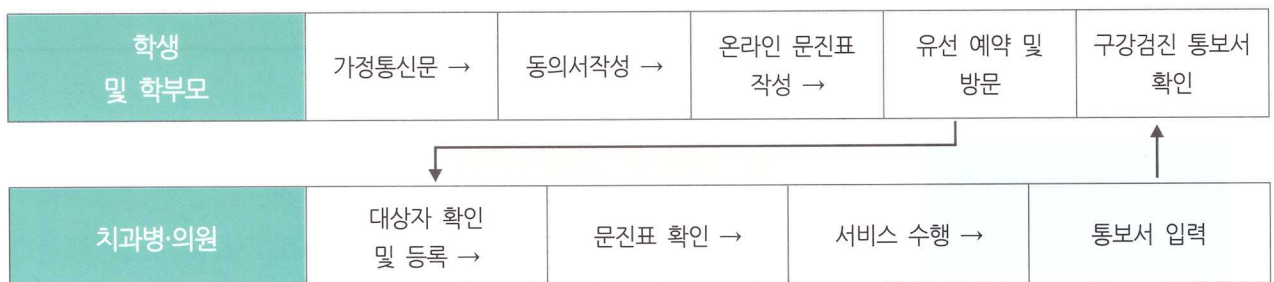 학생
및 학부모
가정통신문 →
동의서작성 →
온라인 문진표
작성 →
유선 예약 및
방문
구강검진 통보서
확인
치과병·의원
대상자 확인
및 등록 →
문진표 확인 →
서비스 수행 →
통보서 입력